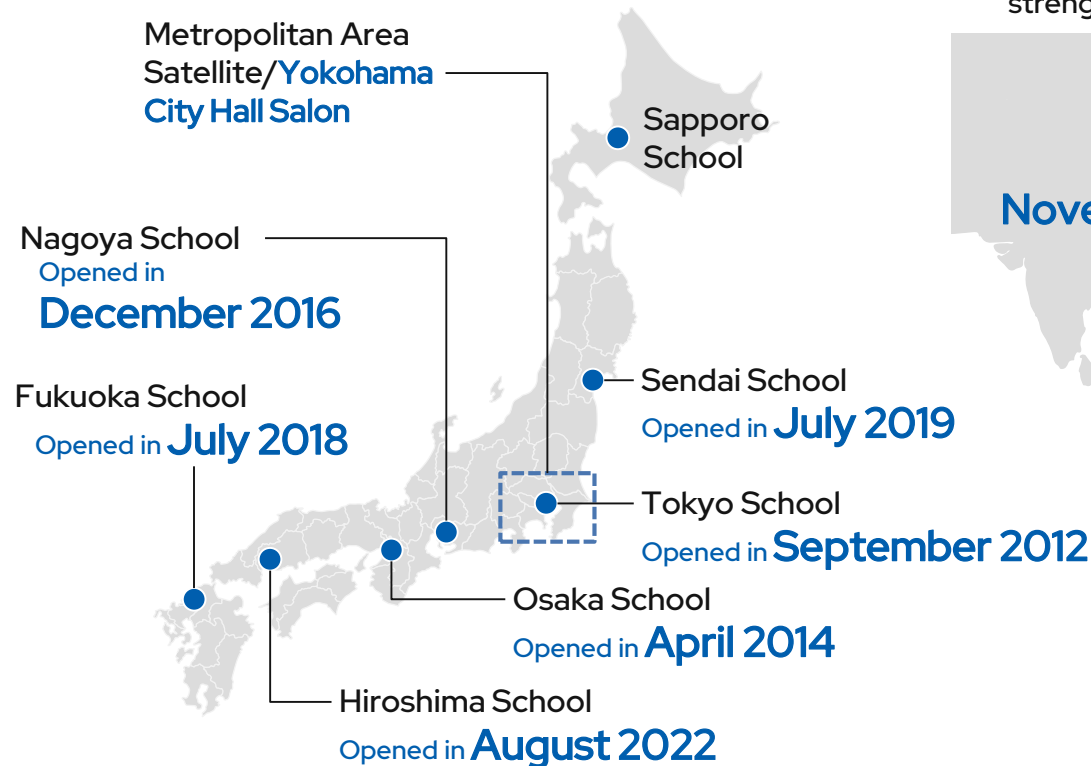 Metropolitan Area
Satellite/Yokohama
City Hall Salon
Sapporo
School
Nagoya School
Opened in
December 2016
Fukuoka School
Opened in July 2018
Sendai School
Opened in July 2019
Tokyo School
Opened in September 2012
Osaka School
Opened in April 2014
Hiroshima School
Opened in August 2022